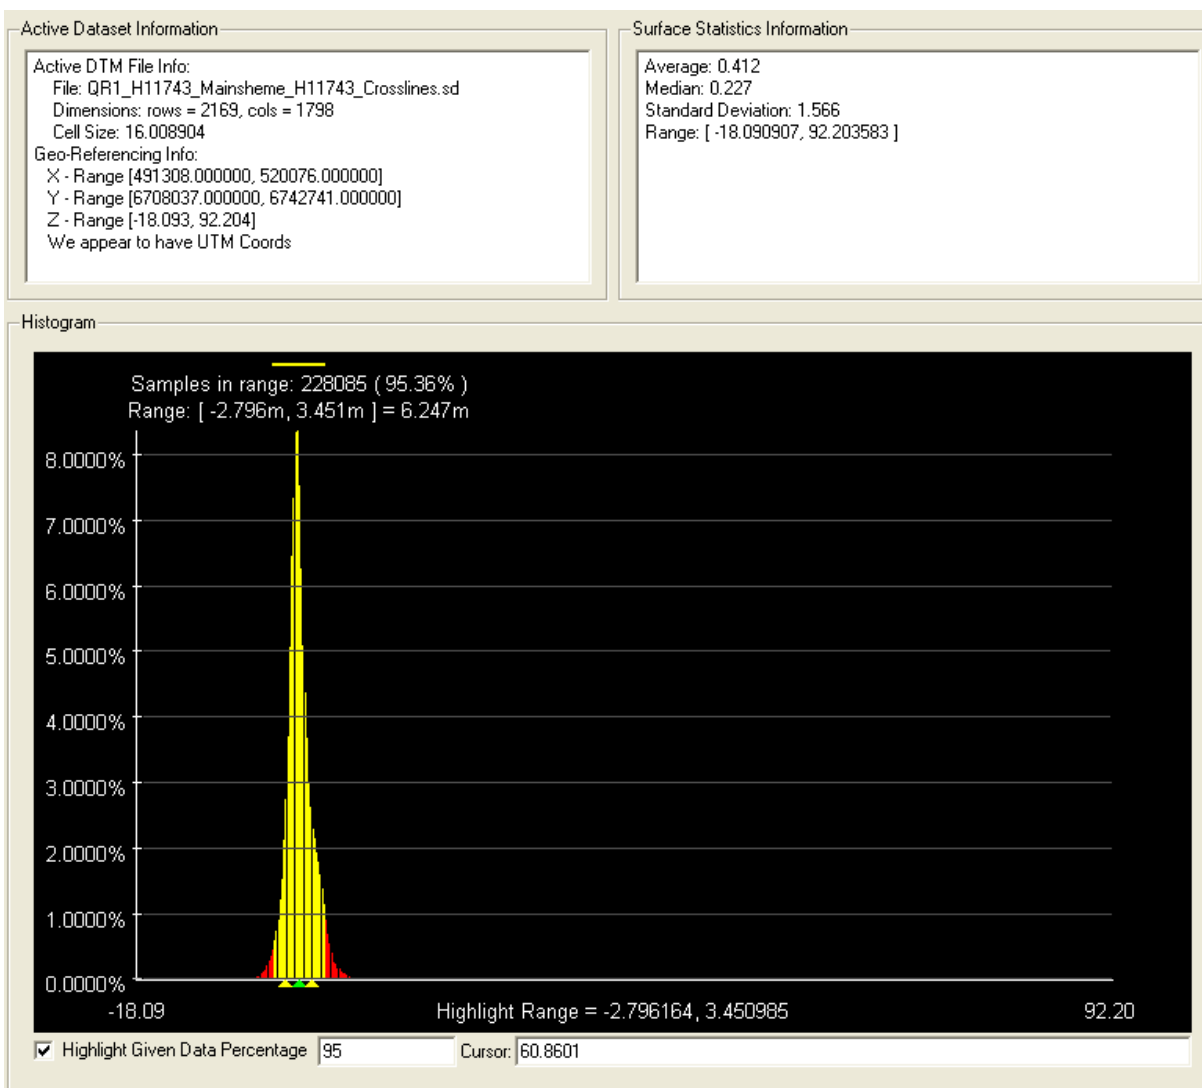 Active Dataset Information
Active DTM File Info:
File: QR1_H11743_Mainsheme_H11743_Crosslines.sd
Dimensions: rows = 2169, cols = 1798
Cell Size: 16.008904
Geo-Referencing Info:
X - Range [491308.000000, 520076.000000]
Y - Range [6708037.000000, 6742741.000000]
Z - Range [-18.093, 92.204]
We appear to have UTM Coords
Surface Statistics Information
Average: 0.412
Median: 0.227
Standard Deviation: 1.566
Range: [ -18.090907, 92.203583 ]
Histogram
Samples in range: 228085 ( 95.36% )
Range: [ -2.796m, 3.451m ] = 6.247m
8.0000%
7.0000%
6.0000%
5.0000%
4.0000%
3.0000%
2.0000%
1.0000%
0.0000%
-18.09 Highlight Range = -2.796164, 3.450985 92.20
Highlight Given Data Percentage 95 Cursor: 60.8601